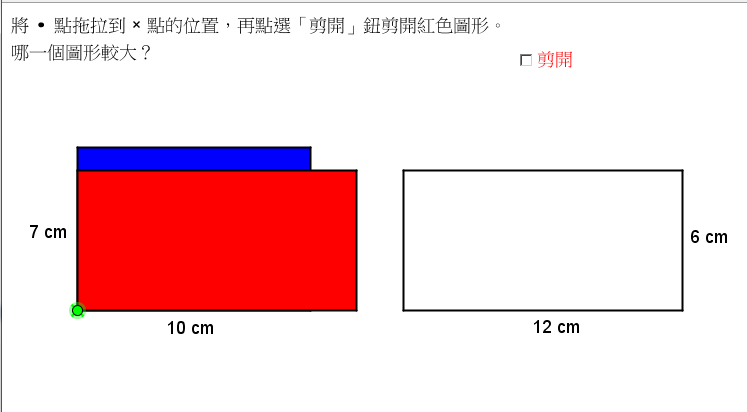 將 • 點拖拉到 × 點的位置，再點選「剪開」鈕剪開紅色圖形。
哪一個圖形較大？
剪開
7 cm
6 cm
10 cm
12 cm